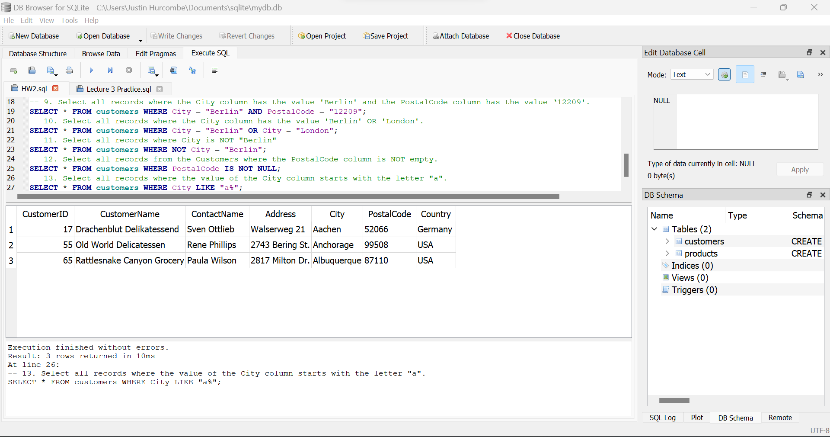 DB Browser for SQLite - C:\Users\Justin Hurcombe\Documents\sqlite\mydb.db
File Edit View Tools Help
New Database Open Database Write Changes Revert Changes Open Project Save Project Attach Database Close Database
Database Structure Browse Data Edit Pragmas Execute SQL
HW2.sql Lecture 3 Practice.sql
18 -- 9. Select all records where the City column has the value 'Berlin' and the PostalCode column has the value '12209'.
19 SELECT * FROM customers WHERE City = "Berlin" AND PostalCode = "12209";
20 -- 10. Select all records where the City column has the value 'Berlin' OR 'London'.
21 SELECT * FROM customers WHERE City = "Berlin" OR City = "London";
22 -- 11. Select all records where City is NOT "Berlin"
23 SELECT * FROM customers WHERE NOT City = "Berlin";
24 -- 12. Select all records from the Customers where the PostalCode column is NOT empty.
25 SELECT * FROM customers WHERE PostalCode IS NOT NULL;
26 -- 13. Select all records where the value of the City column starts with the letter "a".
27 SELECT * FROM customers WHERE City LIKE "a%";
CustomerID CustomerName ContactName Address City PostalCode Country
1 17 Drachenblut Delikatessend Sven Ottlieb Walserweg 21 Aachen 52066 Germany
2 55 Old World Delicatessen Rene Phillips 2743 Bering St. Anchorage 99508 USA
3 65 Rattlesnake Canyon Grocery Paula Wilson 2817 Milton Dr. Albuquerque 87110 USA
Execution finished without errors.
Result: 3 rows returned in 10ms
At line 26:
-- 13. Select all records where the value of the City column starts with the letter "a".
SELECT * FROM customers WHERE City LIKE "a%";
Edit Database Cell
Mode: Text
NULL
Type of data currently in cell: NULL
0 byte(s)
Apply
DB Schema
Name Type Schema
Tables (2)
customers CREATE
products CREATE
Indices (0)
Views (0)
Triggers (0)
SQL Log Plot DB Schema Remote
UTF-8